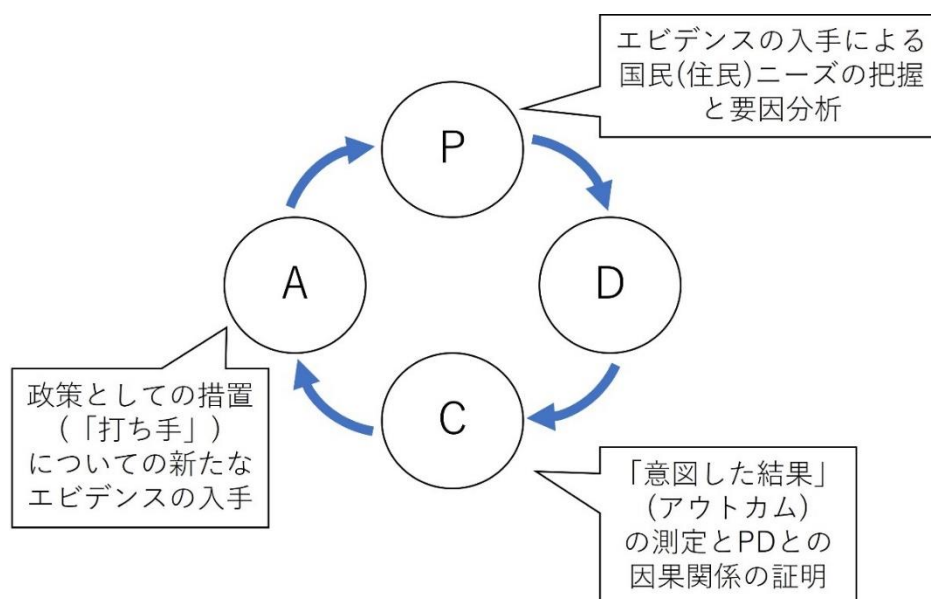 エビデンスの入手による
国民(住民)ニーズの把握
と要因分析
P
A
D
C
政策としての措置
(「打ち手」)
についての新たな
エビデンスの入手
「意図した結果」
(アウトカム)
の測定とPDとの
因果関係の証明